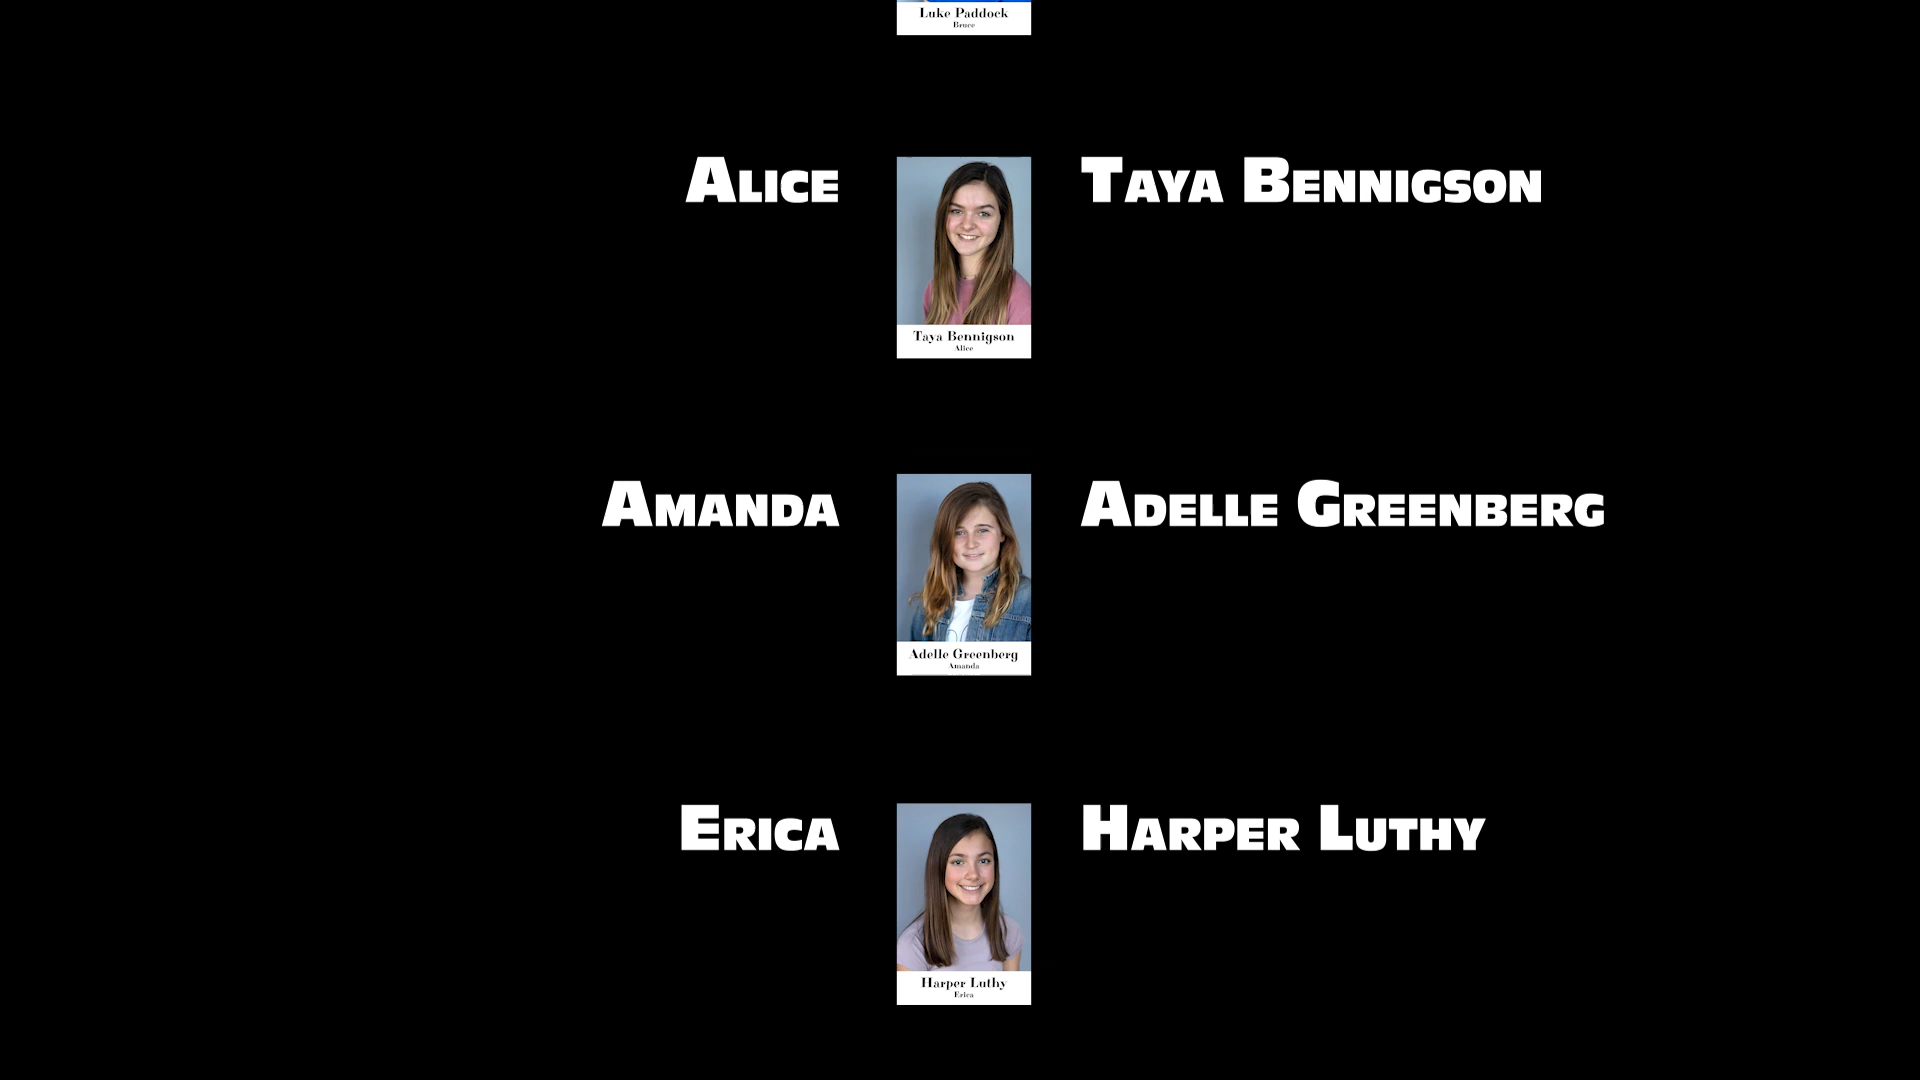 Luke Paddock
Bruce
Alice
Taya Bennigson
Taya Bennigson
Alice
Amanda
Adelle Greenberg
Adelle Greenberg
Amanda
Erica
Harper Luthy
Harper Luthy
Erica